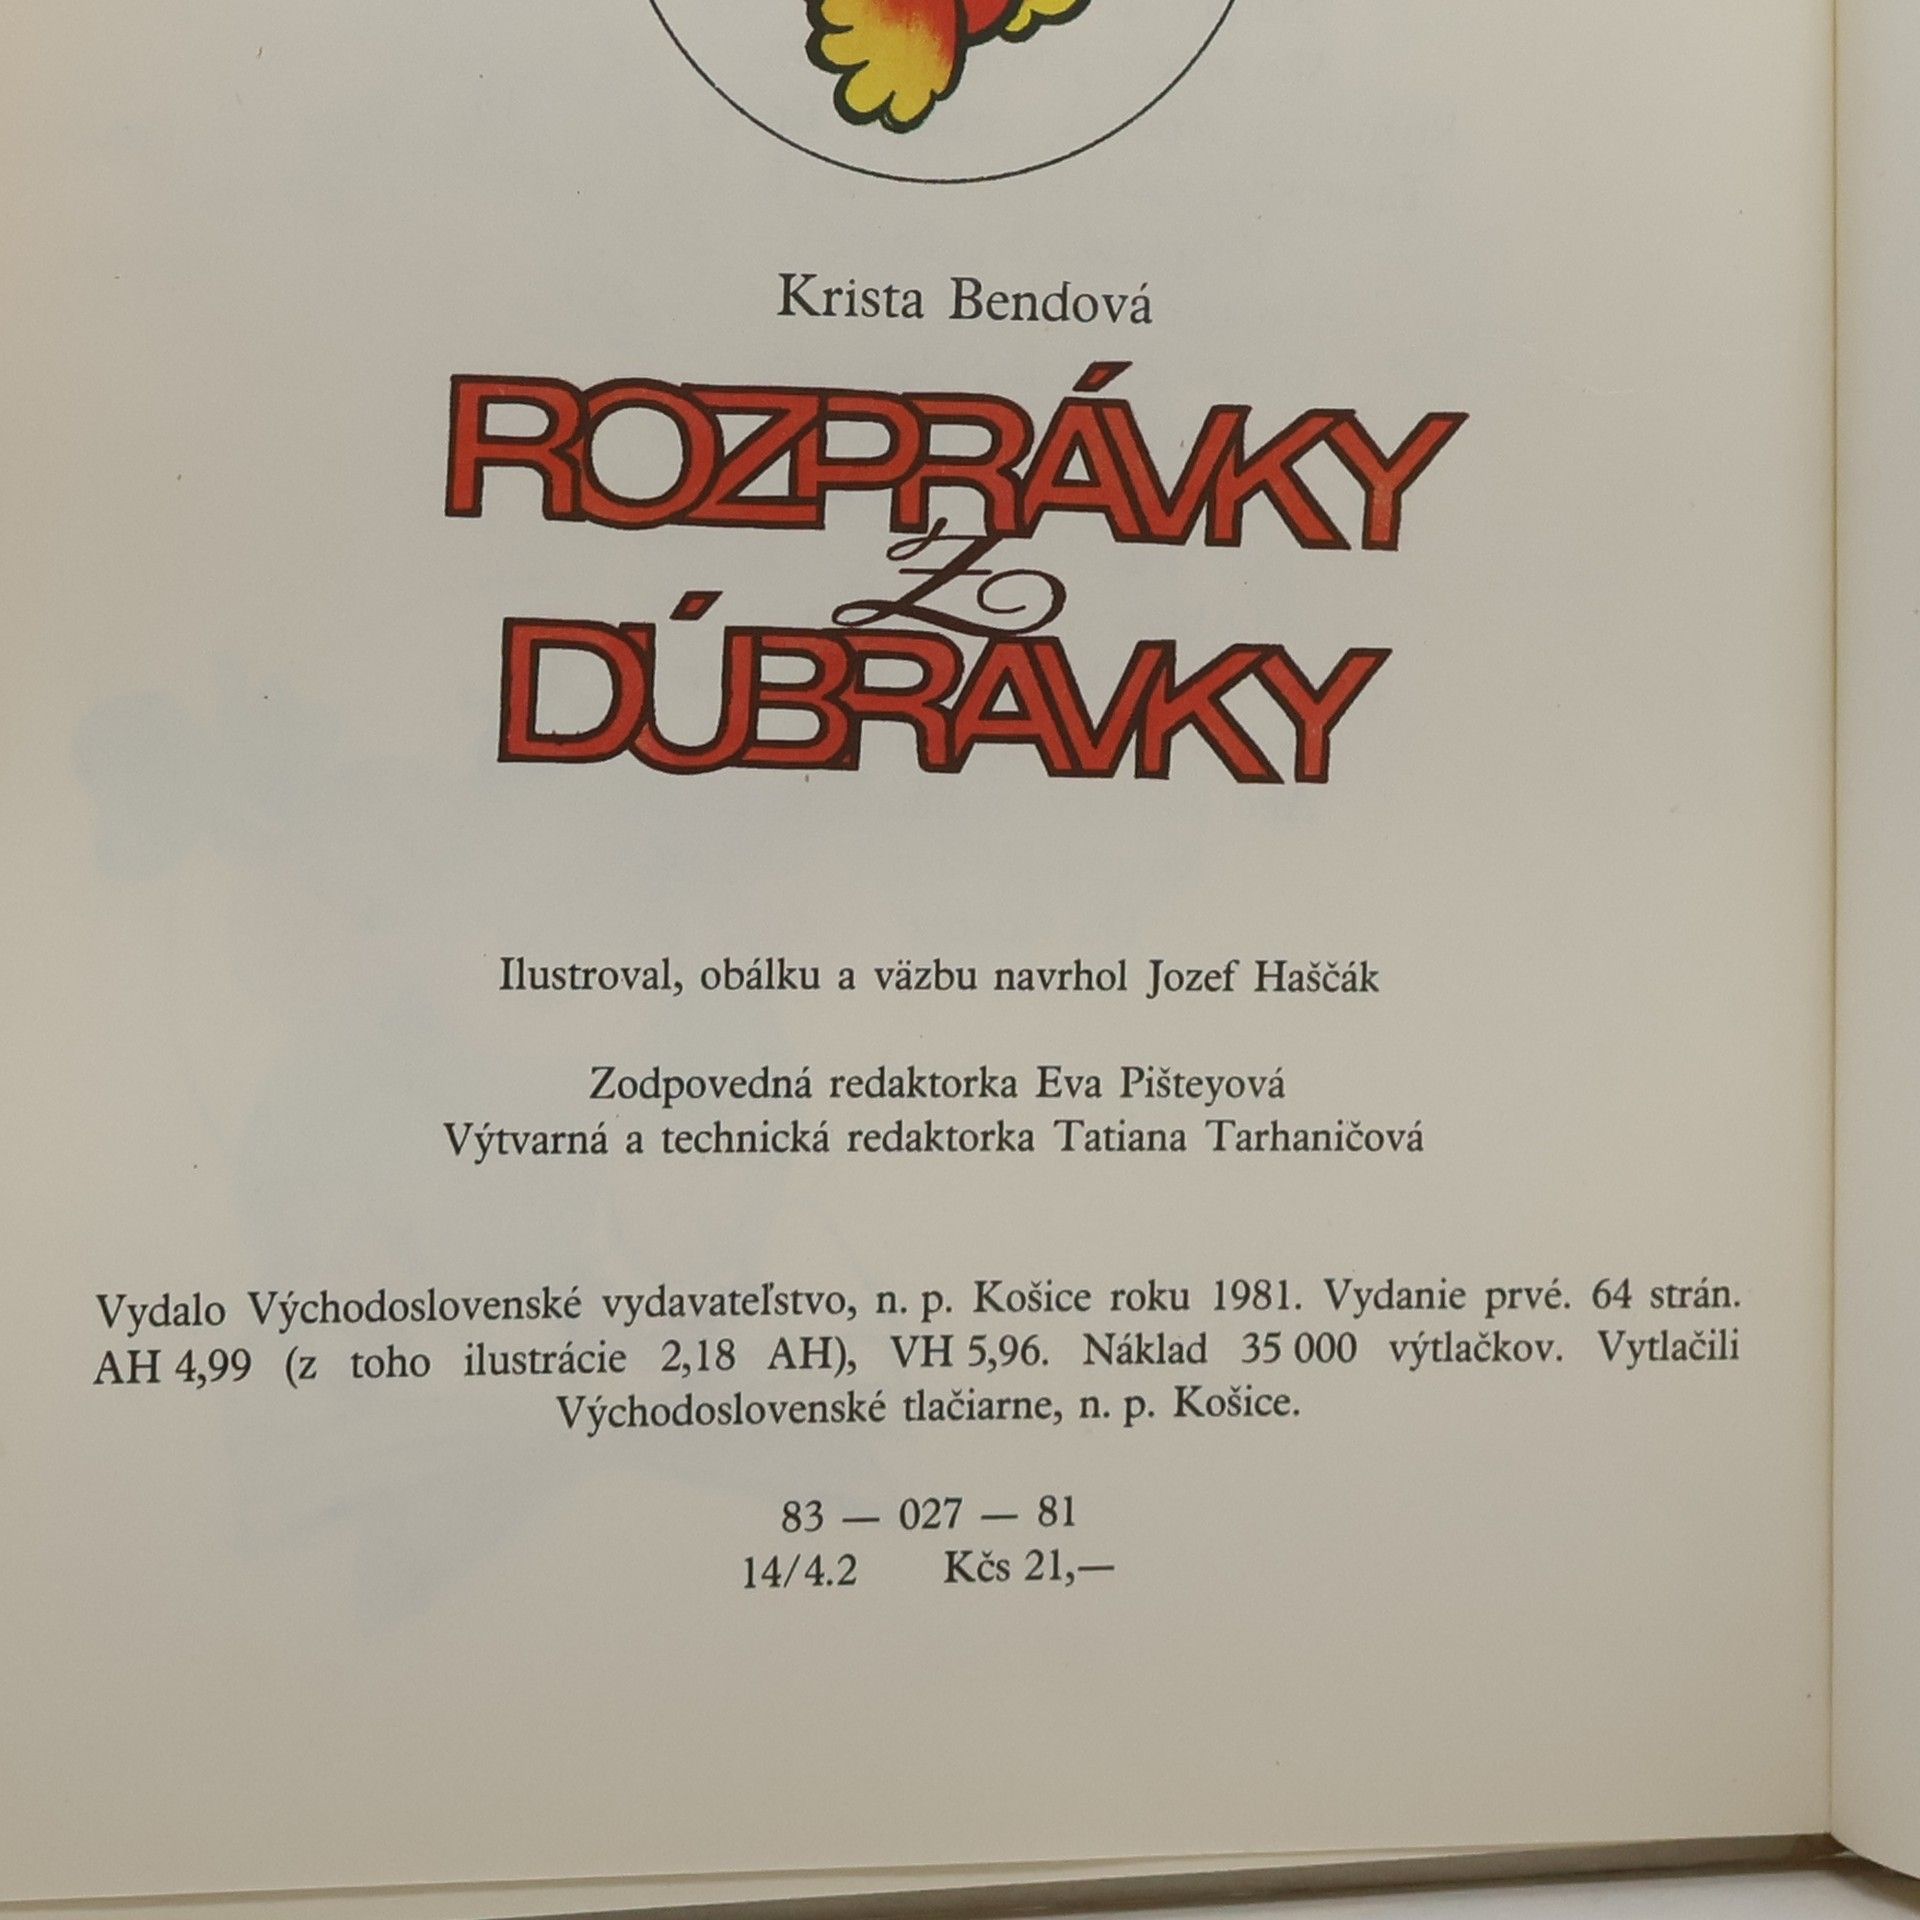 Krista Bendová
ROZPRÁVKY
zo
DÚBRAVKY
Ilustroval, obálku a väzbu navrhol Jozef Haščák
Zodpovedná redaktorka Eva Pišteyová
Výtvarná a technická redaktorka Tatiana Tarhaničová
Vydalo Východoslovenské vydavateľstvo, n. p. Košice roku 1981. Vydanie prvé. 64 strán.
AH 4,99 (z toho ilustrácie 2,18 AH), VH 5,96. Náklad 35 000 výtlačkov. Vytlačili
Východoslovenské tlačiarne, n. p. Košice.
83 — 027 — 81
14/4.2 Kčs 21,—